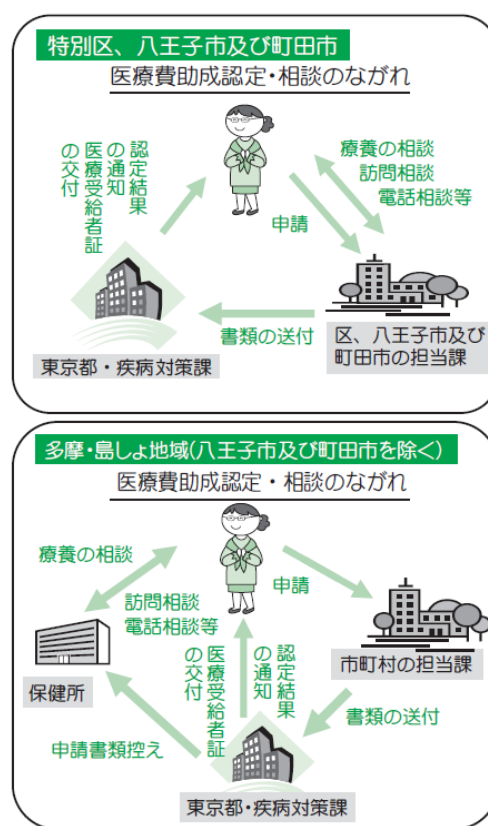 特別区、八王子市及び町田市
医療費助成認定・相談のながれ
認定結果
の通知
医療受給者証
の交付
療養の相談
訪問相談
電話相談等
申請
書類の送付
東京都・疾病対策課
区、八王子市及び
町田市の担当課
多摩・島しょ地域(八王子市及び町田市を除く)
医療費助成認定・相談のながれ
療養の相談
訪問相談
電話相談等
申請
保健所
市町村の担当課
認定結果
の通知
医療受給者証
の交付
申請書類控え
書類の送付
東京都・疾病対策課